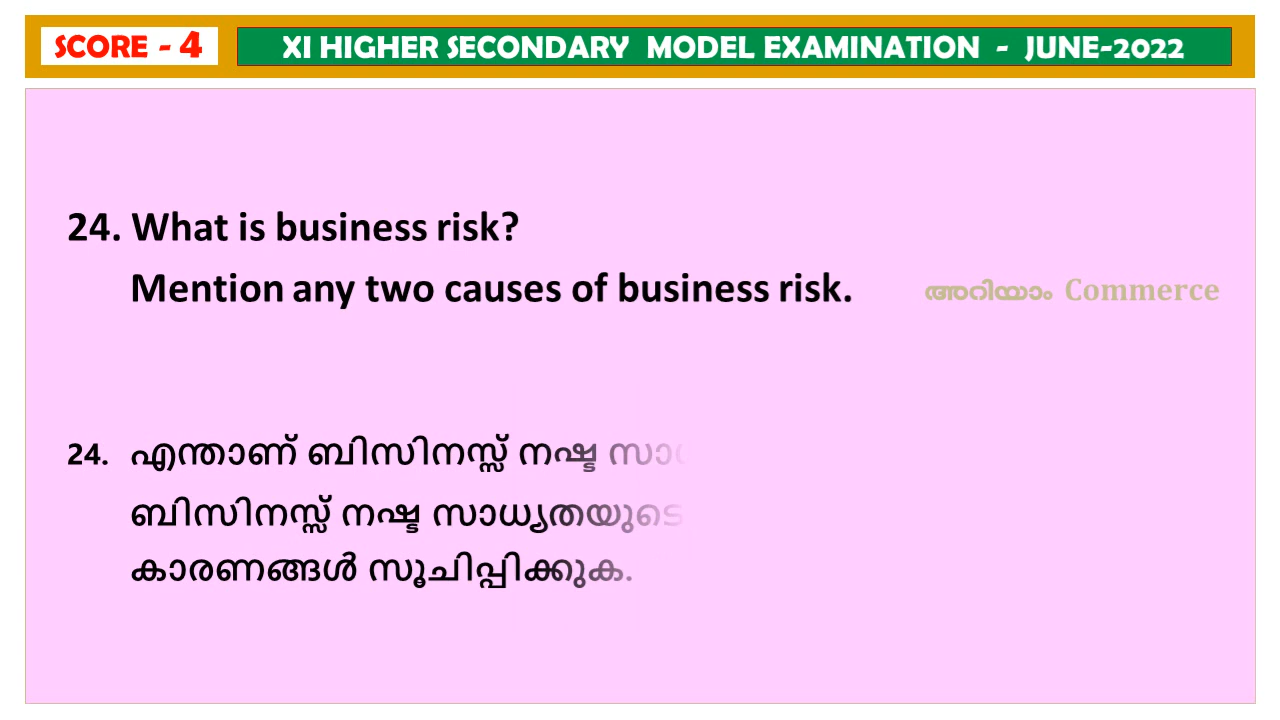 SCORE - 4
XI HIGHER SECONDARY MODEL EXAMINATION - JUNE-2022
24. What is business risk?
Mention any two causes of business risk.
അറിയാം Commerce
24. എന്താണ് ബിസിനസ്സ് നഷ്ട
ബിസിനസ്സ് നഷ്ട സാധ്യതയുടെ
കാരണങ്ങൾ സൂചിപ്പിക്കുക.